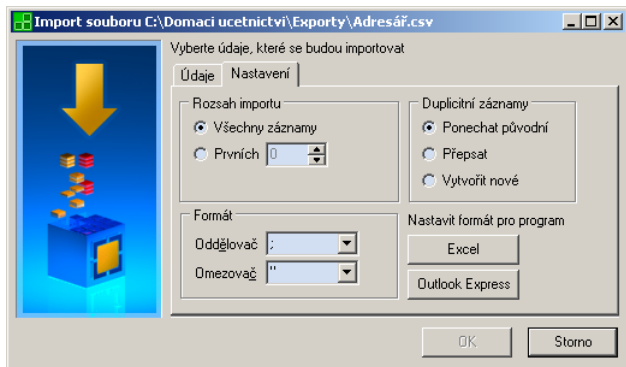 Import souboru C:\Domaci ucetnictvi\Exporty\Adresář.csv
Vyberte údaje, které se budou importovat
Údaje
Nastavení
Rozsah importu
Všechny záznamy
Prvních 0
Duplicitní záznamy
Ponechat původní
Přepsat
Vytvořit nové
Formát
Oddělovač ;
Omezovač "
Nastavit formát pro program
Excel
Outlook Express
OK
Storno